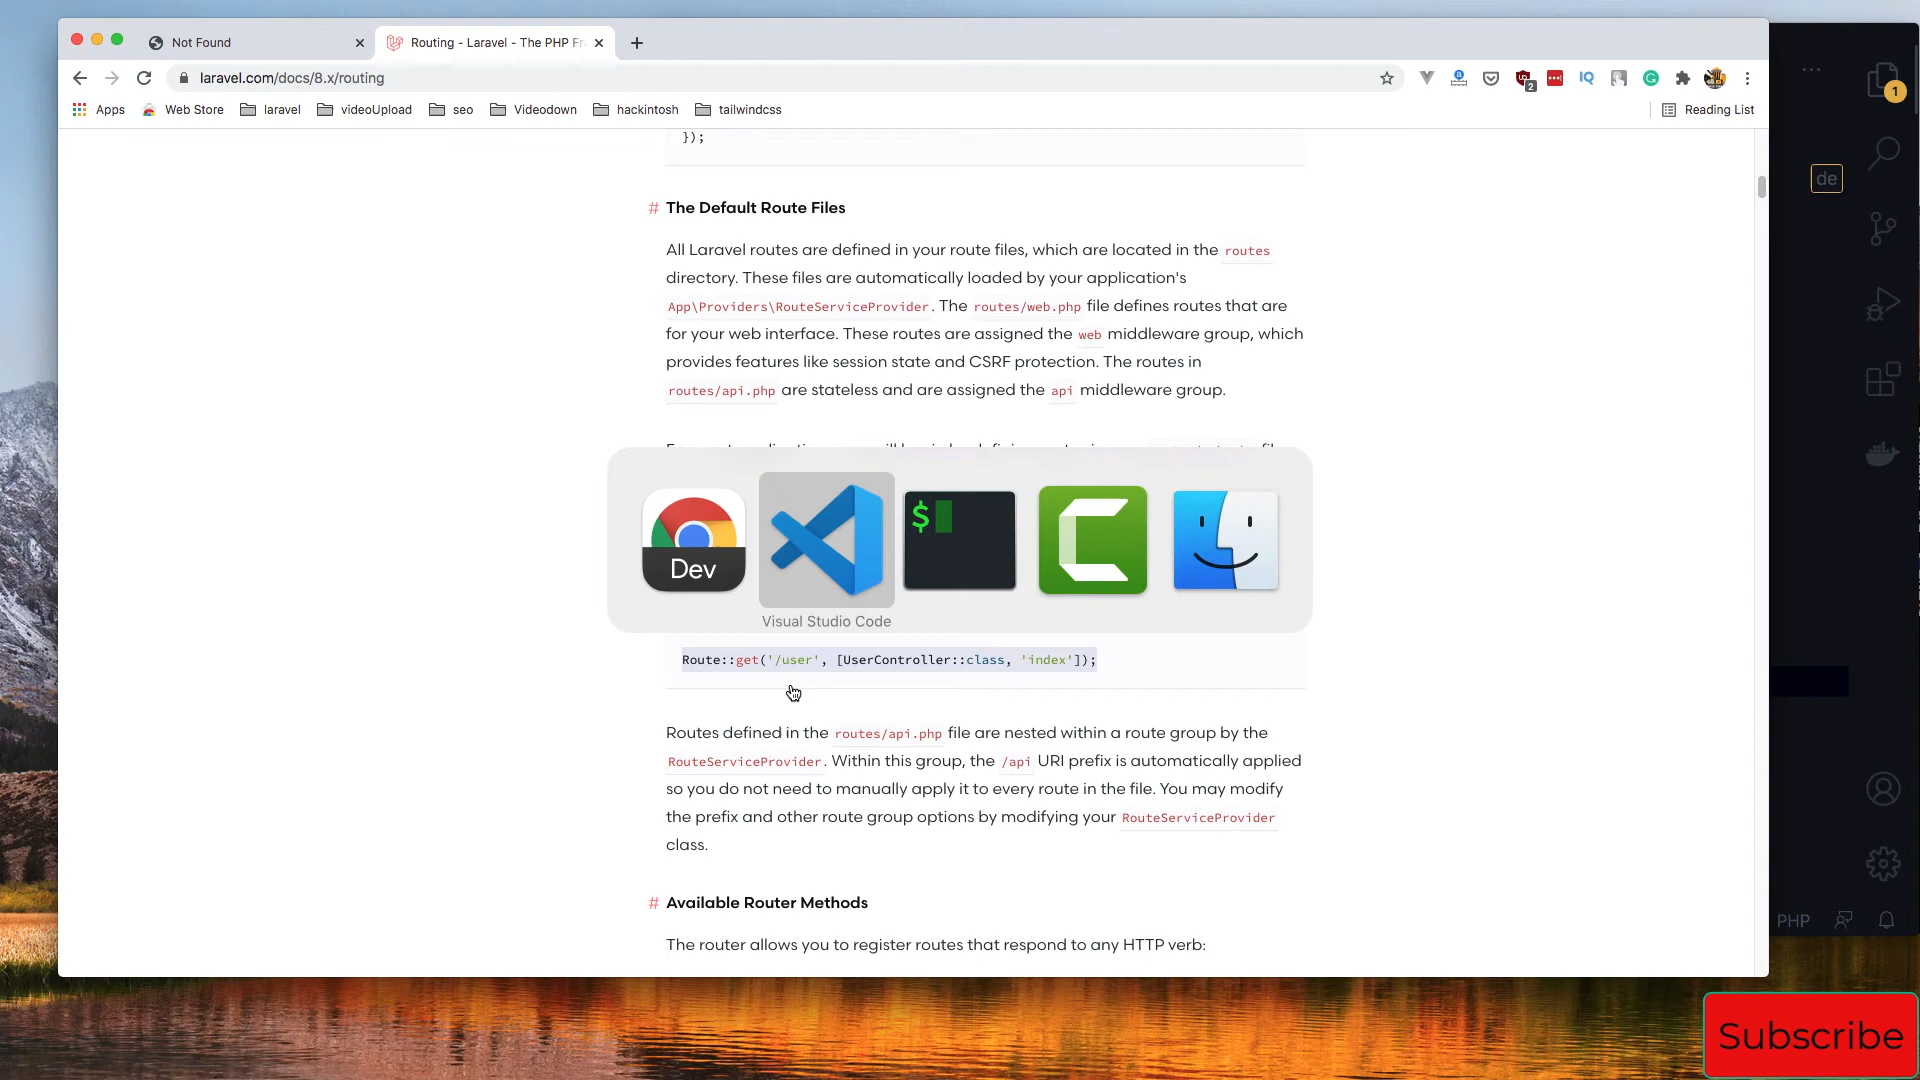 Not Found
Routing - Laravel - The PHP Fr
laravel.com/docs/8.x/routing
2
Apps
Web Store
laravel
videoUpload
seo
Videodown
hackintosh
tailwindcss
Reading List
1
de
});
# The Default Route Files
All Laravel routes are defined in your route files, which are located in the routes
directory. These files are automatically loaded by your application's
App\Providers\RouteServiceProvider. The routes/web.php file defines routes that are
for your web interface. These routes are assigned the web middleware group, which
provides features like session state and CSRF protection. The routes in
routes/api.php are stateless and are assigned the api middleware group.
$
Dev
Visual Studio Code
Route::get('/user', [UserController::class, 'index']);
Routes defined in the routes/api.php file are nested within a route group by the
RouteServiceProvider. Within this group, the /api URI prefix is automatically applied
so you do not need to manually apply it to every route in the file. You may modify
the prefix and other route group options by modifying your RouteServiceProvider
class.
# Available Router Methods
The router allows you to register routes that respond to any HTTP verb:
PHP
Subscribe